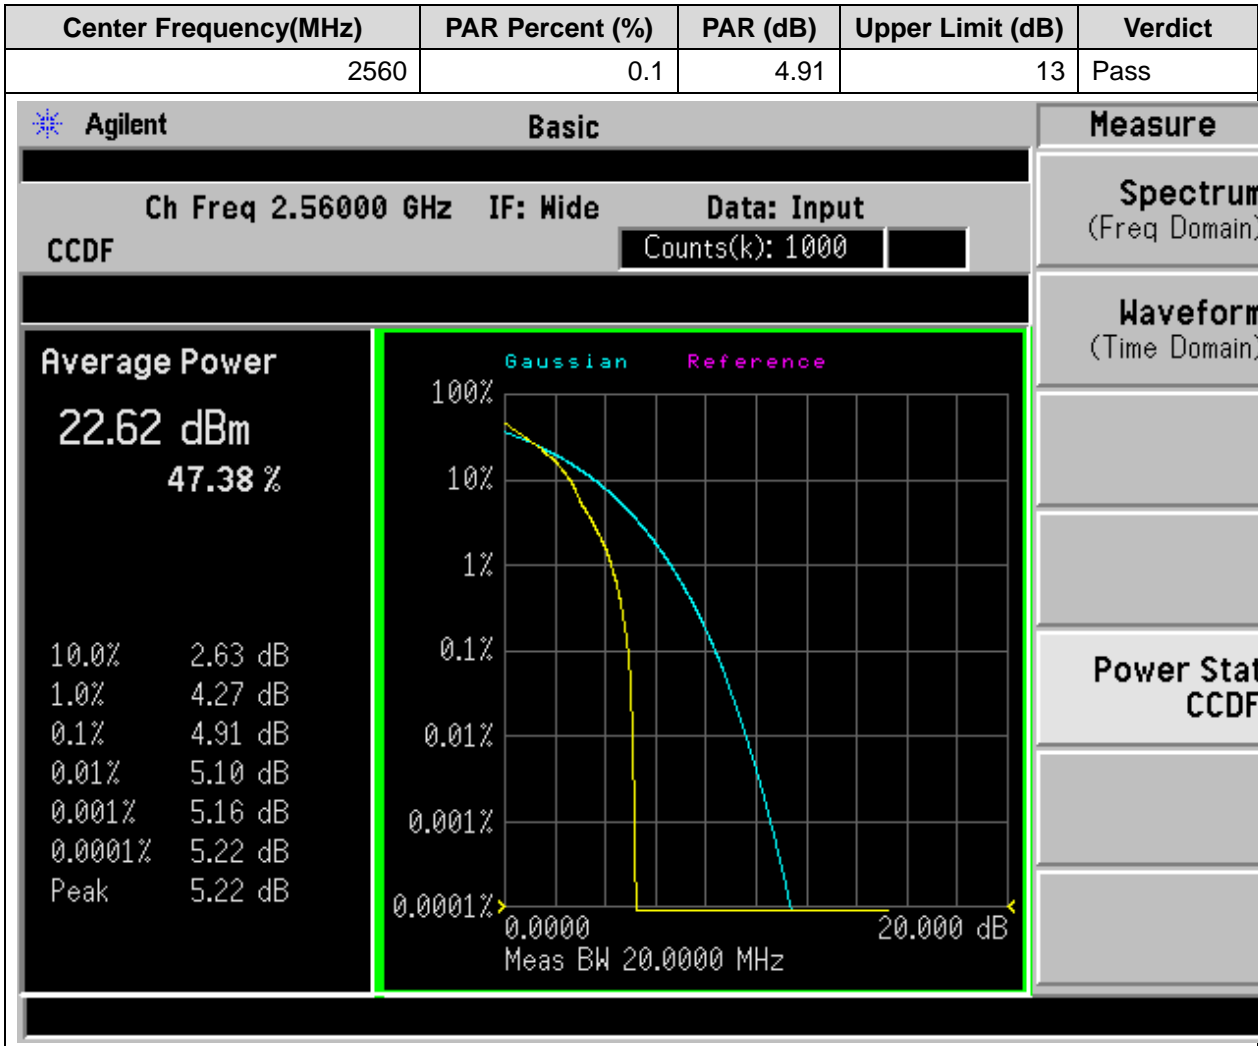 Center Frequency(MHz) PAR Percent (%) PAR (dB) Upper Limit (dB) Verdict
2560 0.1 4.91 13 Pass
Agilent Basic Measure
Ch Freq 2.56000 GHz IF: Wide Data: Input
CCDF Counts(k): 1000
Spectrum
(Freq Domain)
Waveform
(Time Domain)
Power Stat
CCDF
Average Power
22.62 dBm
47.38 %
10.0% 2.63 dB
1.0% 4.27 dB
0.1% 4.91 dB
0.01% 5.10 dB
0.001% 5.16 dB
0.0001% 5.22 dB
Peak 5.22 dB
Gaussian Reference
100%
10%
1%
0.1%
0.01%
0.001%
0.0001%
0.0000 20.000 dB
Meas BW 20.0000 MHz